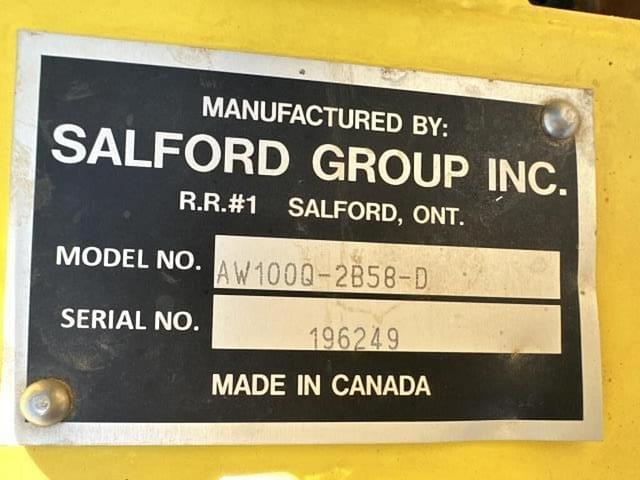 MANUFACTURED BY:
SALFORD GROUP INC.
R.R.#1 SALFORD, ONT.
MODEL NO. AW100Q-2B58-D
SERIAL NO. 196249
MADE IN CANADA